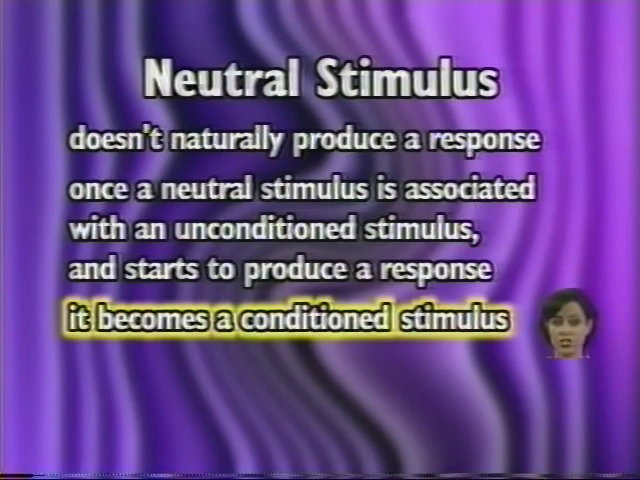 Neutral Stimulus
doesn't naturally produce a response
once a neutral stimulus is associated
with an unconditioned stimulus,
and starts to produce a response
it becomes a conditioned stimulus